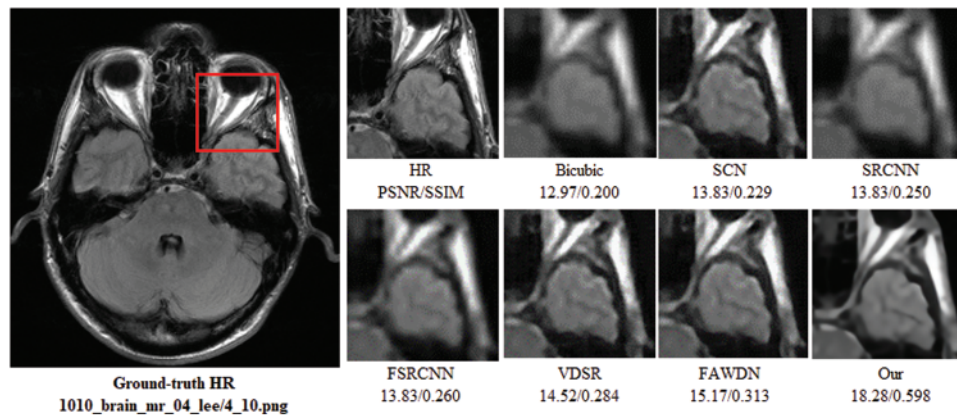 HR
PSNR/SSIM
Bicubic
12.97/0.200
SCN
13.83/0.229
SRCNN
13.83/0.250
FSRCNN
13.83/0.260
VDSR
14.52/0.284
FAWDN
15.17/0.313
Our
18.28/0.598
Ground-truth HR
1010_brain_mr_04_lee/4_10.png